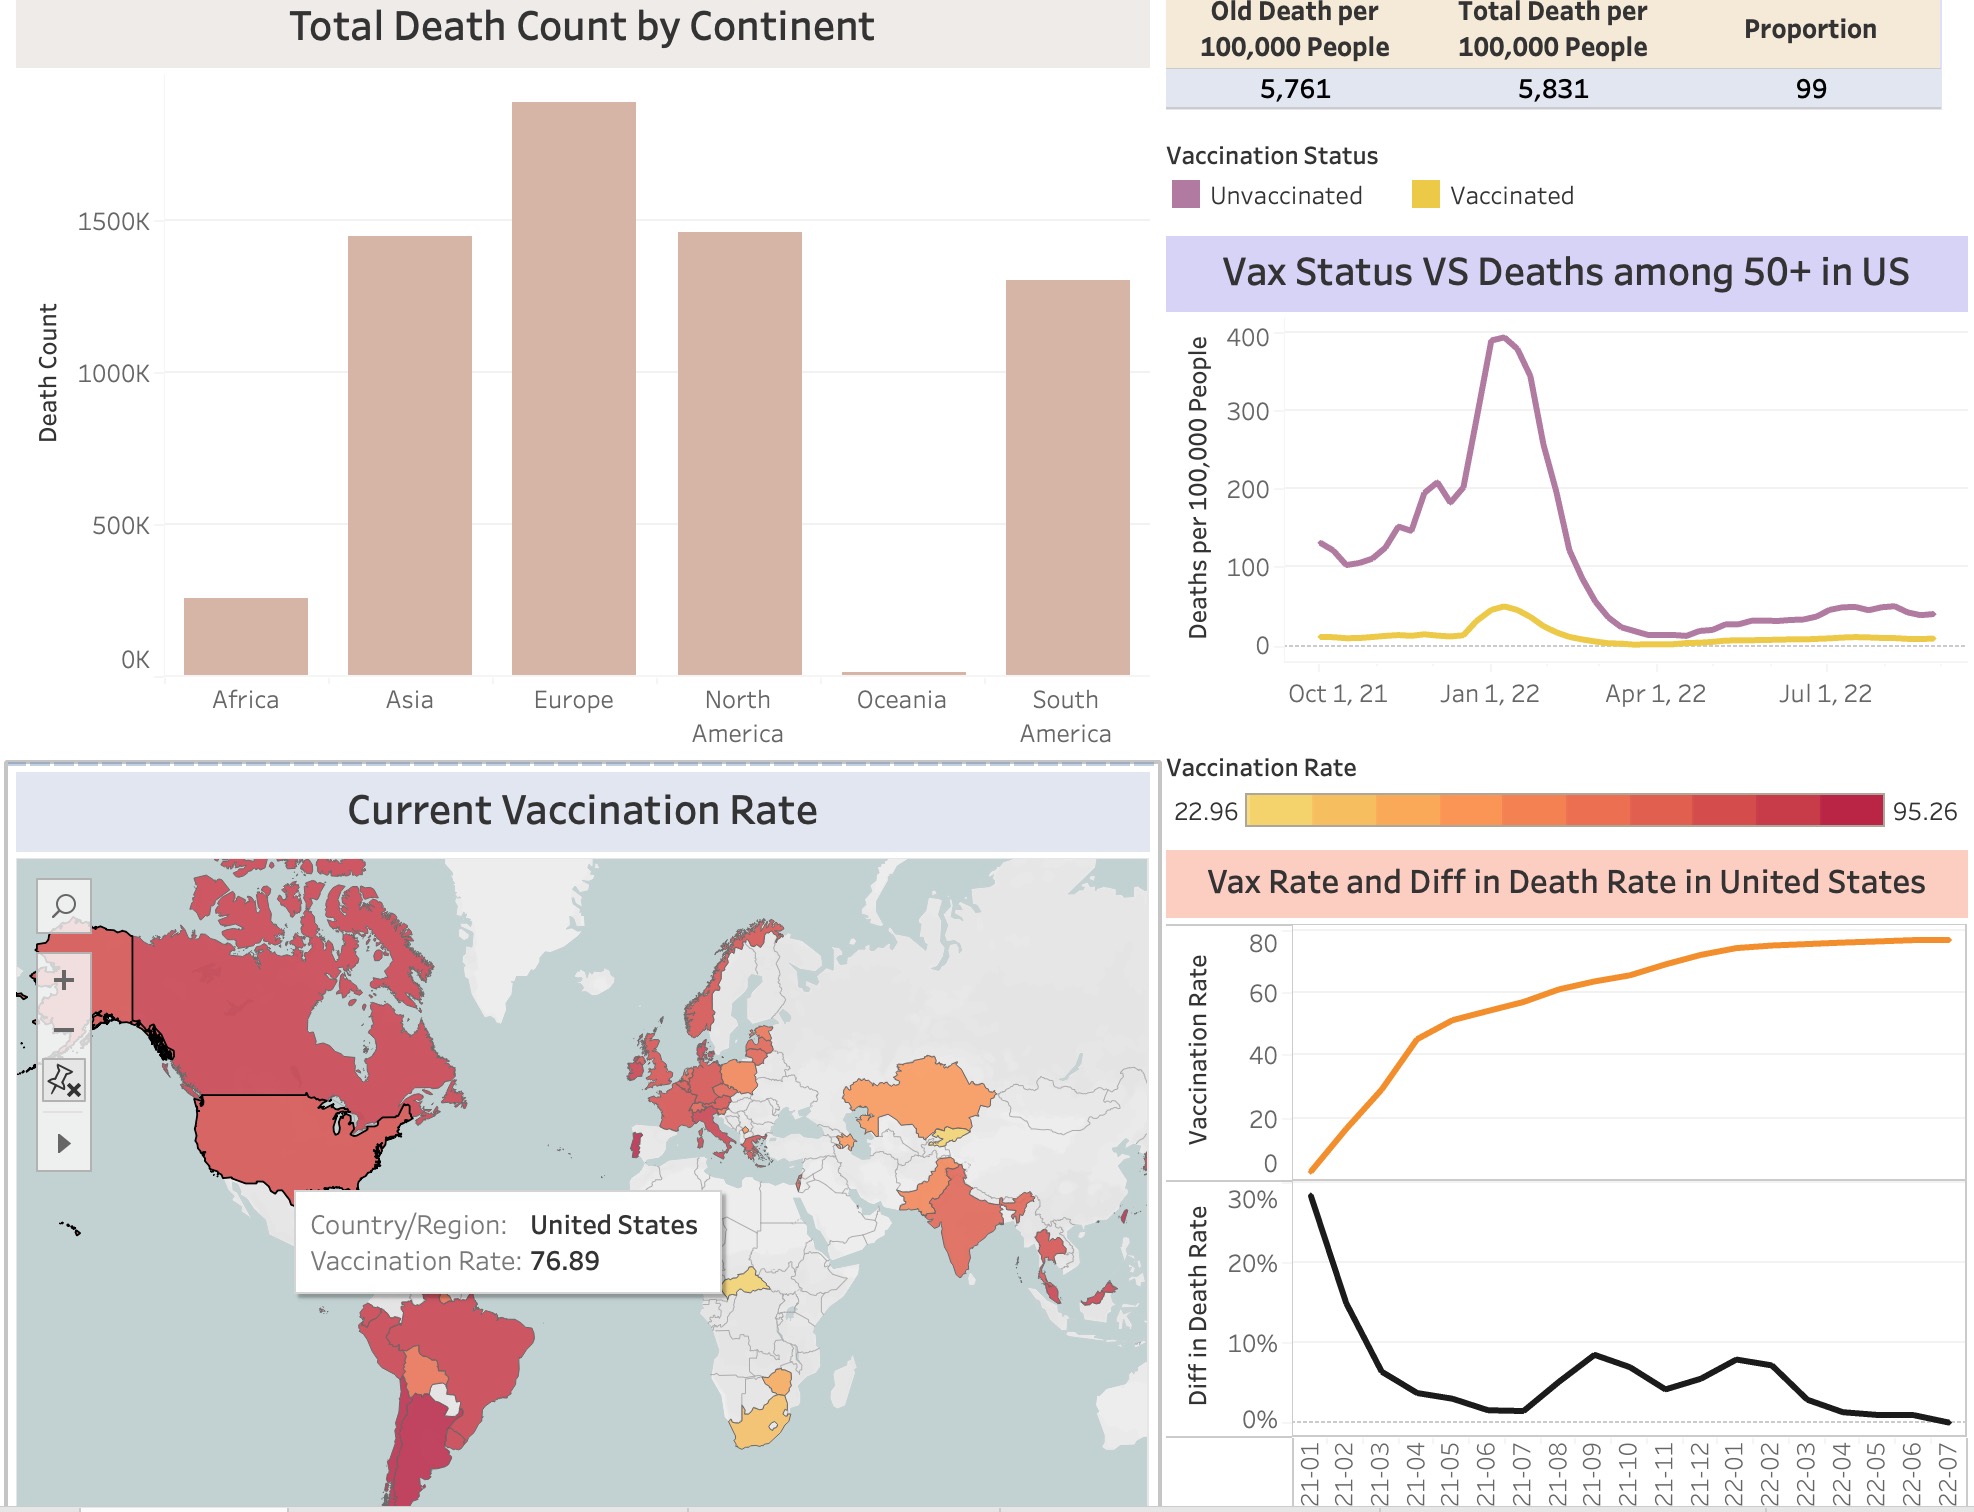 Total Death Count by Continent
Death Count
1500K
1000K
500K
0K
Africa
Asia
Europe
North
America
Oceania
South
America
Old Death per
100,000 People
Total Death per
100,000 People
Proportion
5,761
5,831
99
Vaccination Status
Unvaccinated
Vaccinated
Vax Status VS Deaths among 50+ in US
Deaths per 100,000 People
400
300
200
100
0
Oct 1, 21
Jan 1, 22
Apr 1, 22
Jul 1, 22
Current Vaccination Rate
Country/Region: United States
Vaccination Rate: 76.89
Vaccination Rate
22.96
95.26
Vax Rate and Diff in Death Rate in United States
Vaccination Rate
80
60
40
20
0
Diff in Death Rate
30%
20%
10%
0%
21-01
21-02
21-03
21-04
21-05
21-06
21-07
21-08
21-09
21-10
21-11
21-12
22-01
22-02
22-03
22-04
22-05
22-06
22-07